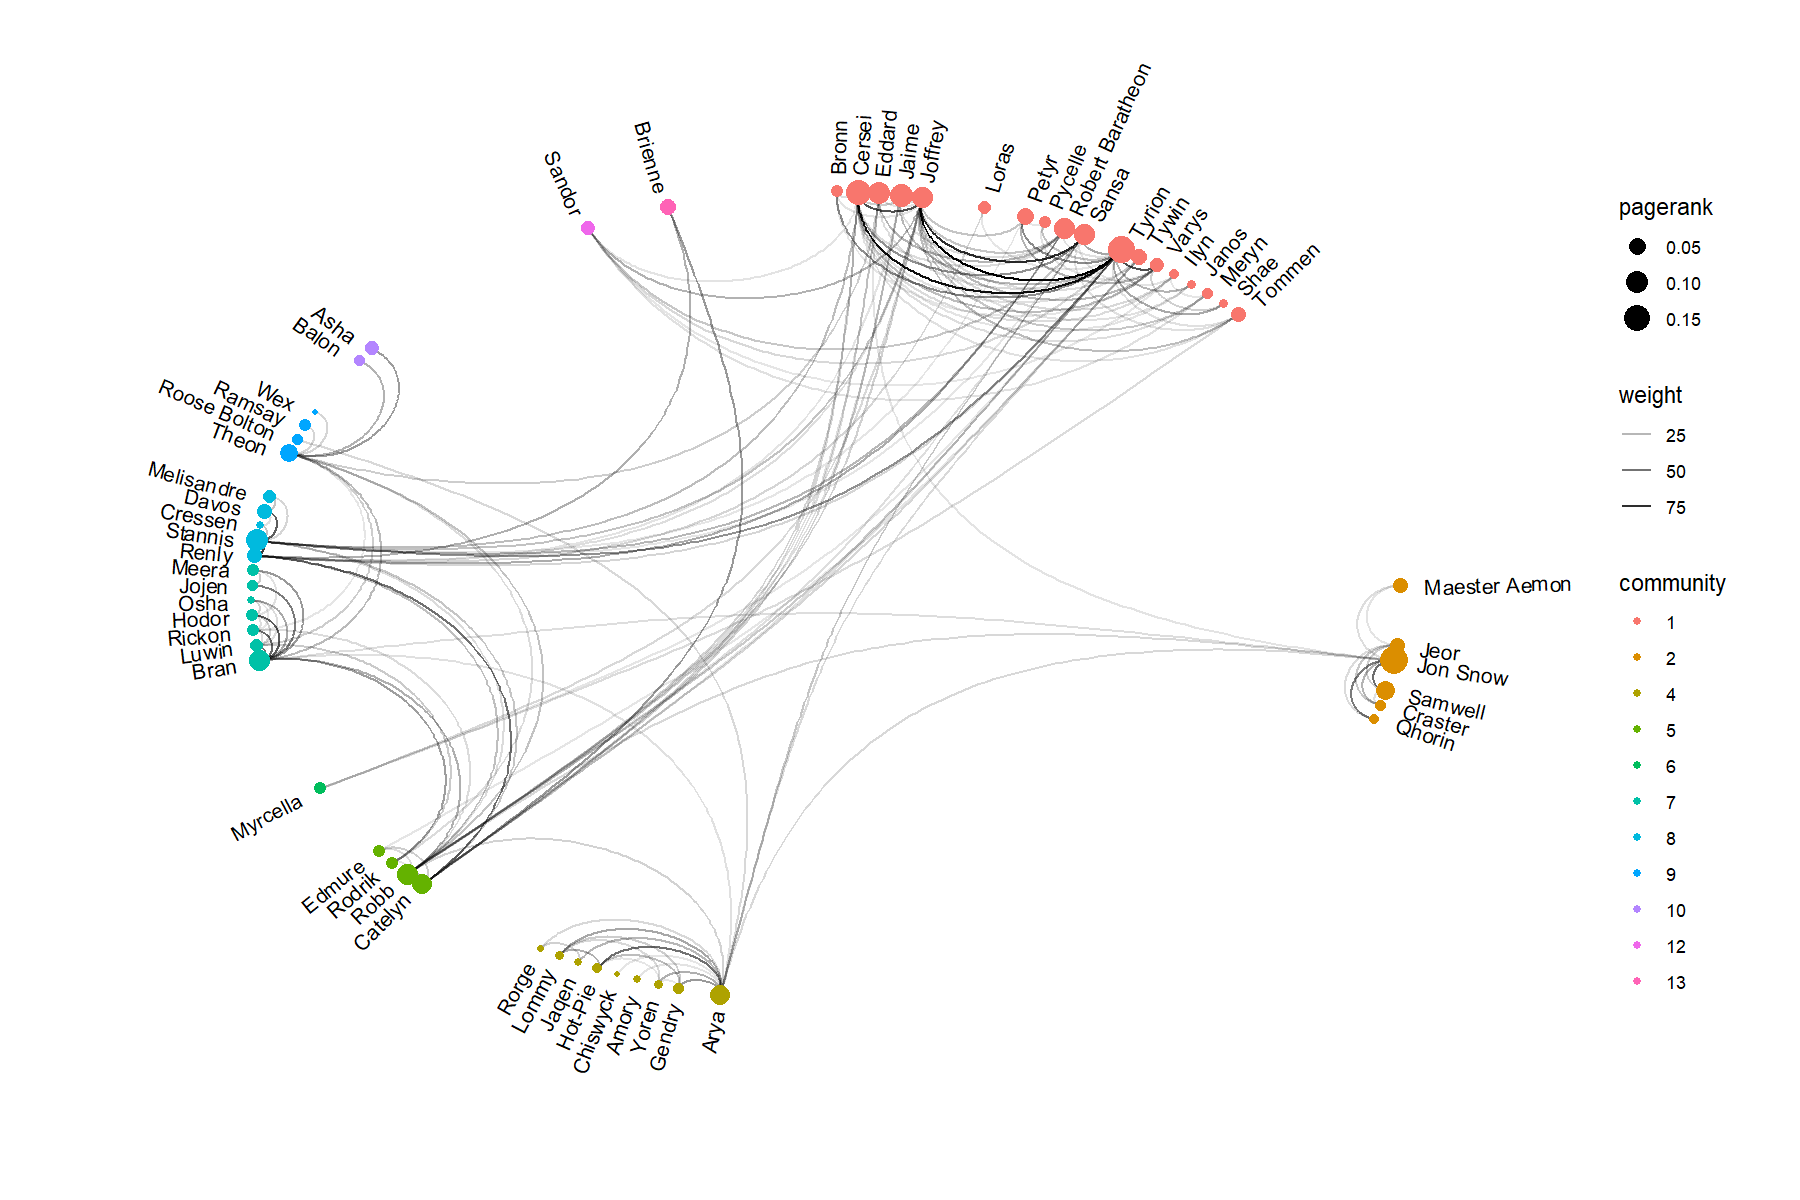 Bronn
Cersei
Eddard
Jaime
Joffrey
Loras
Petyr
Pycelle
Robert Baratheon
Sansa
Tyrion
Tywin
Varys
Ilyn
Janos
Meryn
Shae
Tommen
Brienne
Sandor
Asha
Balon
Wex
Ramsay
Roose Bolton
Theon
Melisandre
Davos
Cressen
Stannis
Renly
Meera
Jojen
Osha
Hodor
Rickon
Luwin
Bran
Myrcella
Edmure
Rodrik
Robb
Catelyn
Rorge
Lommy
Jaqen
Hot-Pie
Chiswyck
Amory
Yoren
Gendry
Arya
Maester Aemon
Jeor
Jon Snow
Samwell
Craster
Qhorin
pagerank
0.05
0.10
0.15
weight
25
50
75
community
1
2
4
5
6
7
8
9
10
12
13